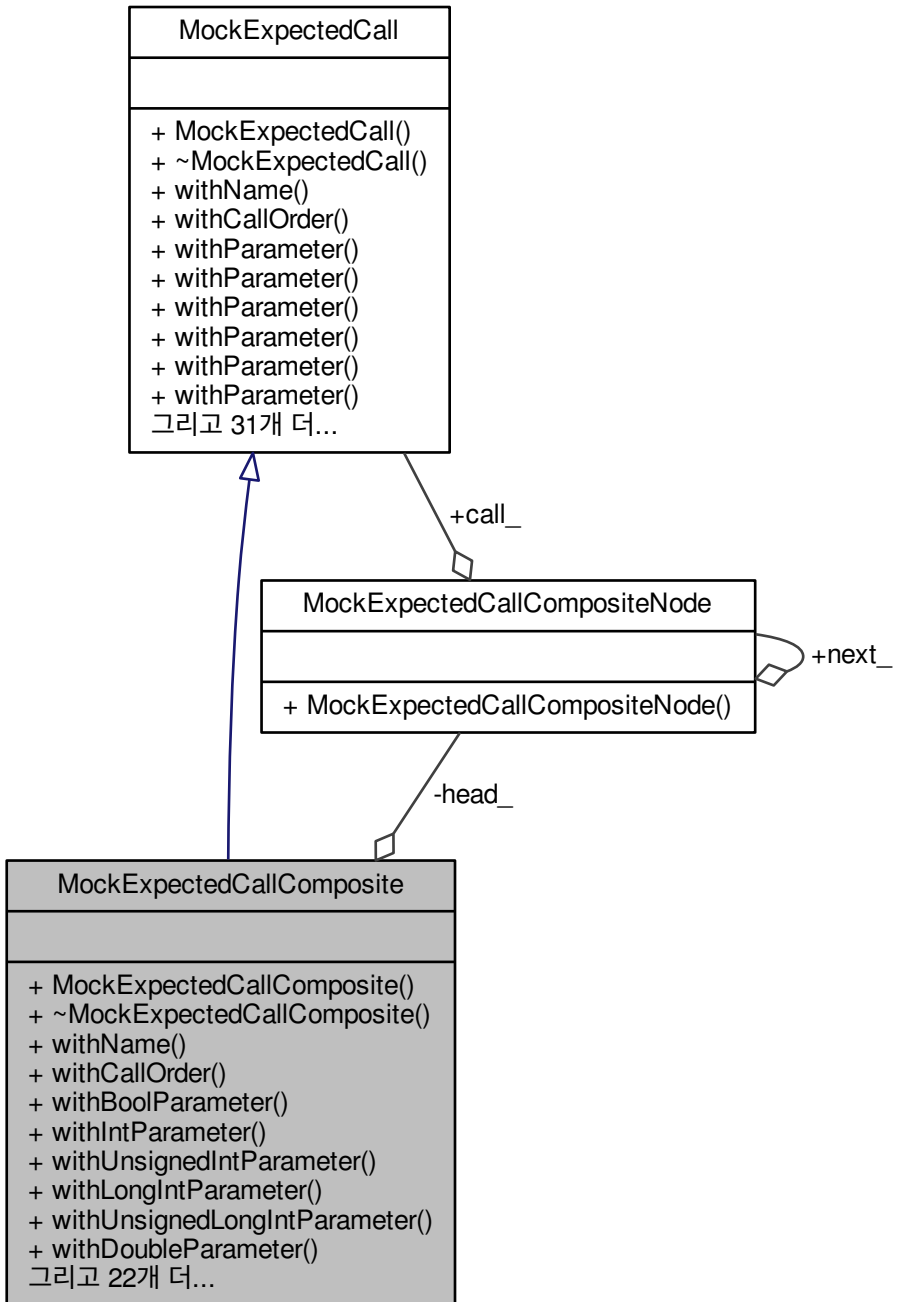 MockExpectedCall
+ MockExpectedCall()
+ ~MockExpectedCall()
+ withName()
+ withCallOrder()
+ withParameter()
+ withParameter()
+ withParameter()
+ withParameter()
+ withParameter()
+ withParameter()
그리고 31개 더...
+call_
MockExpectedCallCompositeNode
+ MockExpectedCallCompositeNode()
+next_
-head_
MockExpectedCallComposite
+ MockExpectedCallComposite()
+ ~MockExpectedCallComposite()
+ withName()
+ withCallOrder()
+ withBoolParameter()
+ withIntParameter()
+ withUnsignedIntParameter()
+ withLongIntParameter()
+ withUnsignedLongIntParameter()
+ withDoubleParameter()
그리고 22개 더...